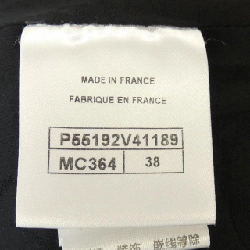 MADE IN FRANCE
FABRIQUE EN FRANCE
P55192V41189
MC364 38